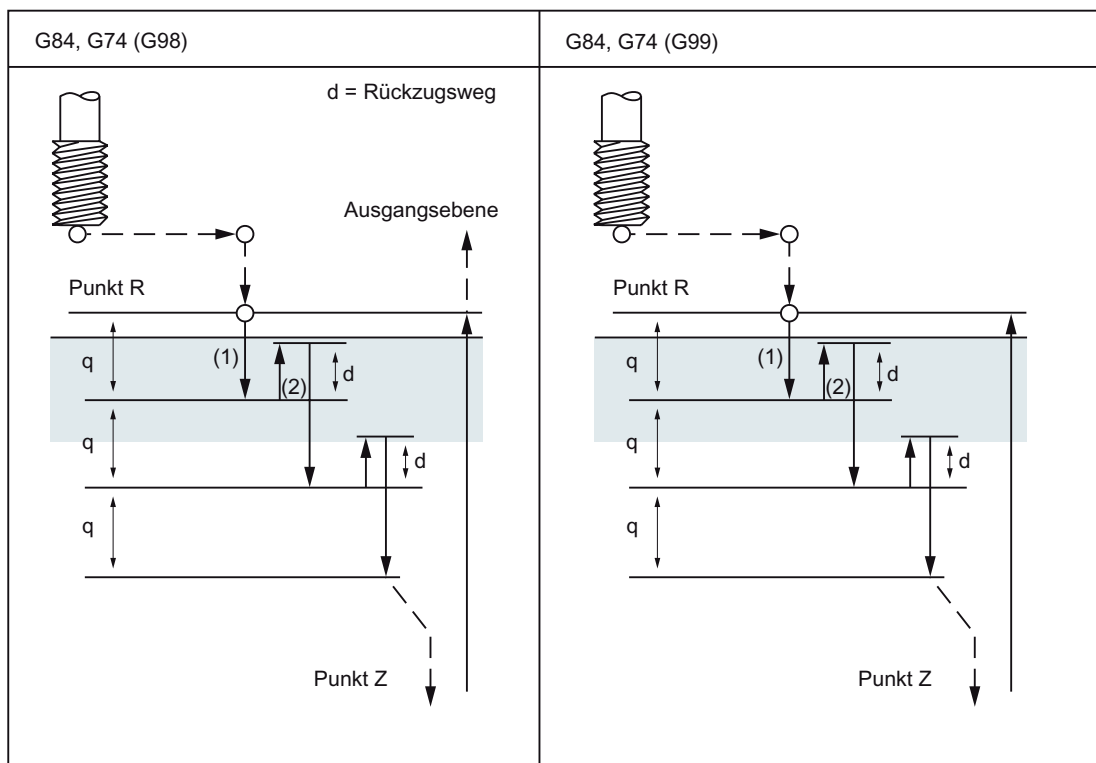 G84, G74 (G98)
d = Rückzugsweg
Ausgangsebene
Punkt R
q
(1)
(2)
d
q
d
q
Punkt Z
G84, G74 (G99)
Punkt R
q
(1)
(2)
d
q
d
q
Punkt Z